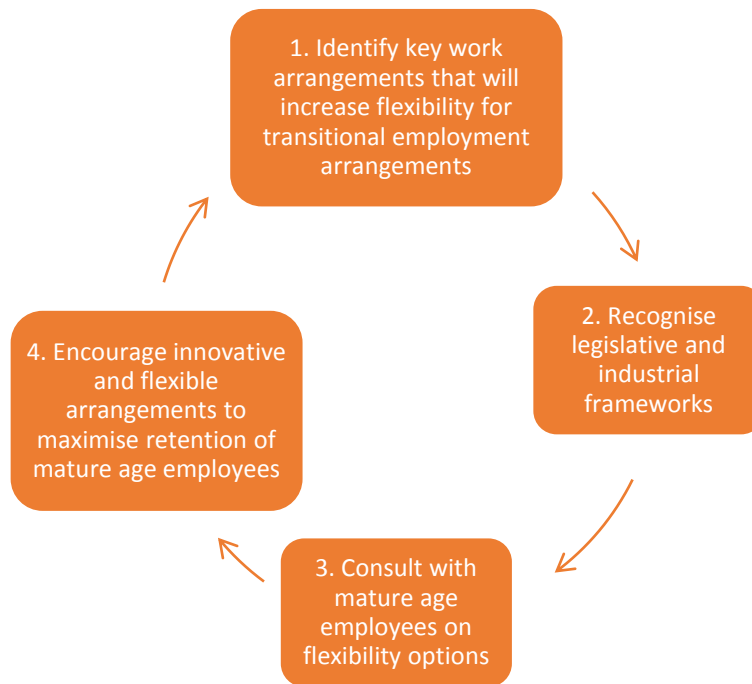 1. Identify key work
arrangements that will
increase flexibility for
transitional employment
arrangements
2. Recognise
legislative and
industrial
frameworks
3. Consult with
mature age
employees on
flexibility options
4. Encourage innovative
and flexible
arrangements to
maximise retention of
mature age employees